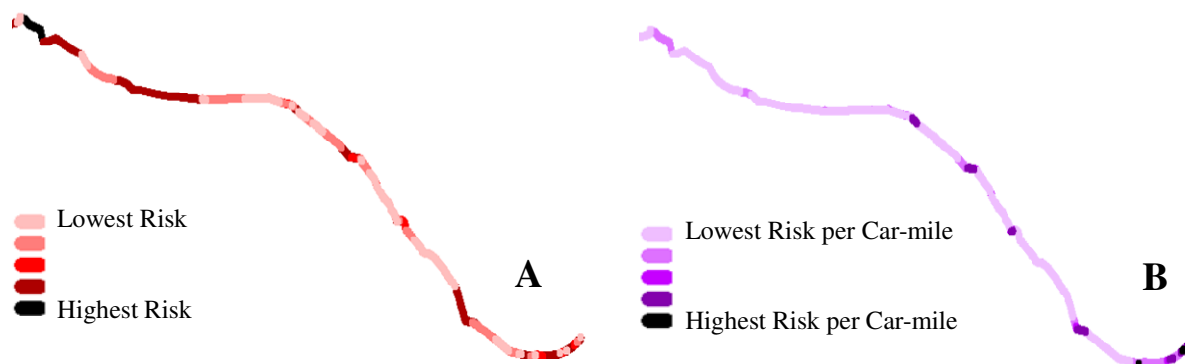 Lowest Risk
Highest Risk
A
Lowest Risk per Car-mile
Highest Risk per Car-mile
B